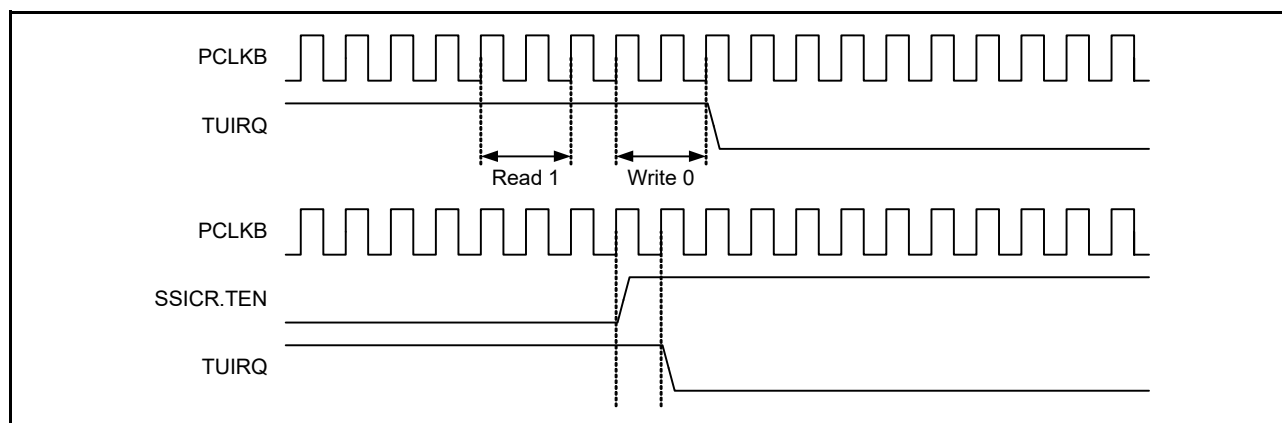 PCLKB
TUIRQ
Read 1
Write 0
PCLKB
SSICR.TEN
TUIRQ